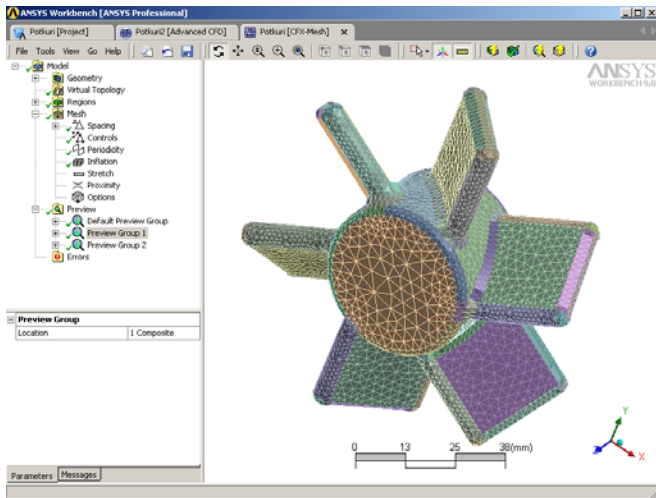 ANSYS Workbench [ANSYS Professional]
Potkuri [Project] Potkuri2 [Advanced CFD] Potkuri [CFX-Mesh]
File Tools View Go Help
ANSYS
WORKBENCH 9.0
Model
Geometry
Virtual Topology
Regions
Mesh
Spacing
Controls
Periodicity
Inflation
Stretch
Proximity
Options
Preview
Default Preview Group
Preview Group 1
Preview Group 2
Errors
Preview Group
Location 1 Composite
0 13 25 38(mm)
Y
Z
X
Parameters Messages